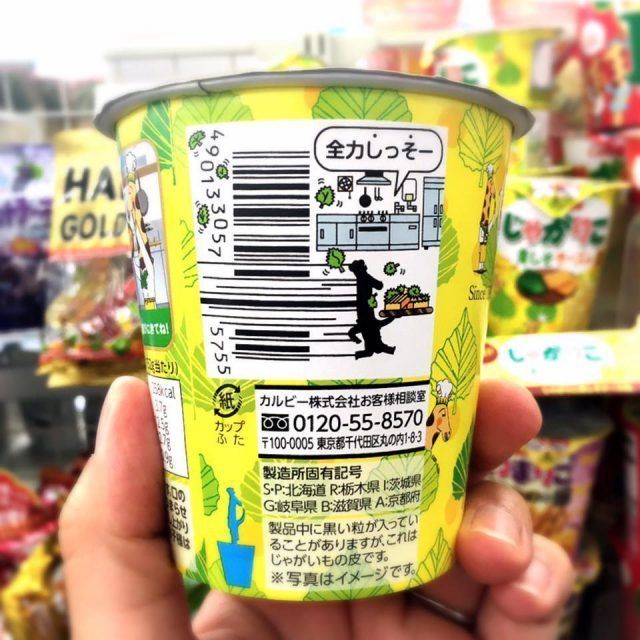 全力しっそー
4901330575755
紙
カップ
ふた
カルビー株式会社お客様相談室
0120-55-8570
〒100-0005 東京都千代田区丸の内1-8-3
製造所固有記号
S・P:北海道 R:栃木県 I:茨城県
G:岐阜県 B:滋賀県 A:京都府
製品中に黒い粒が入っている
ことがありますが、これは
じゃがいもの皮です。
※写真はイメージです。
Since
HA
GOLD
じゃがりこ
じゃがりこ